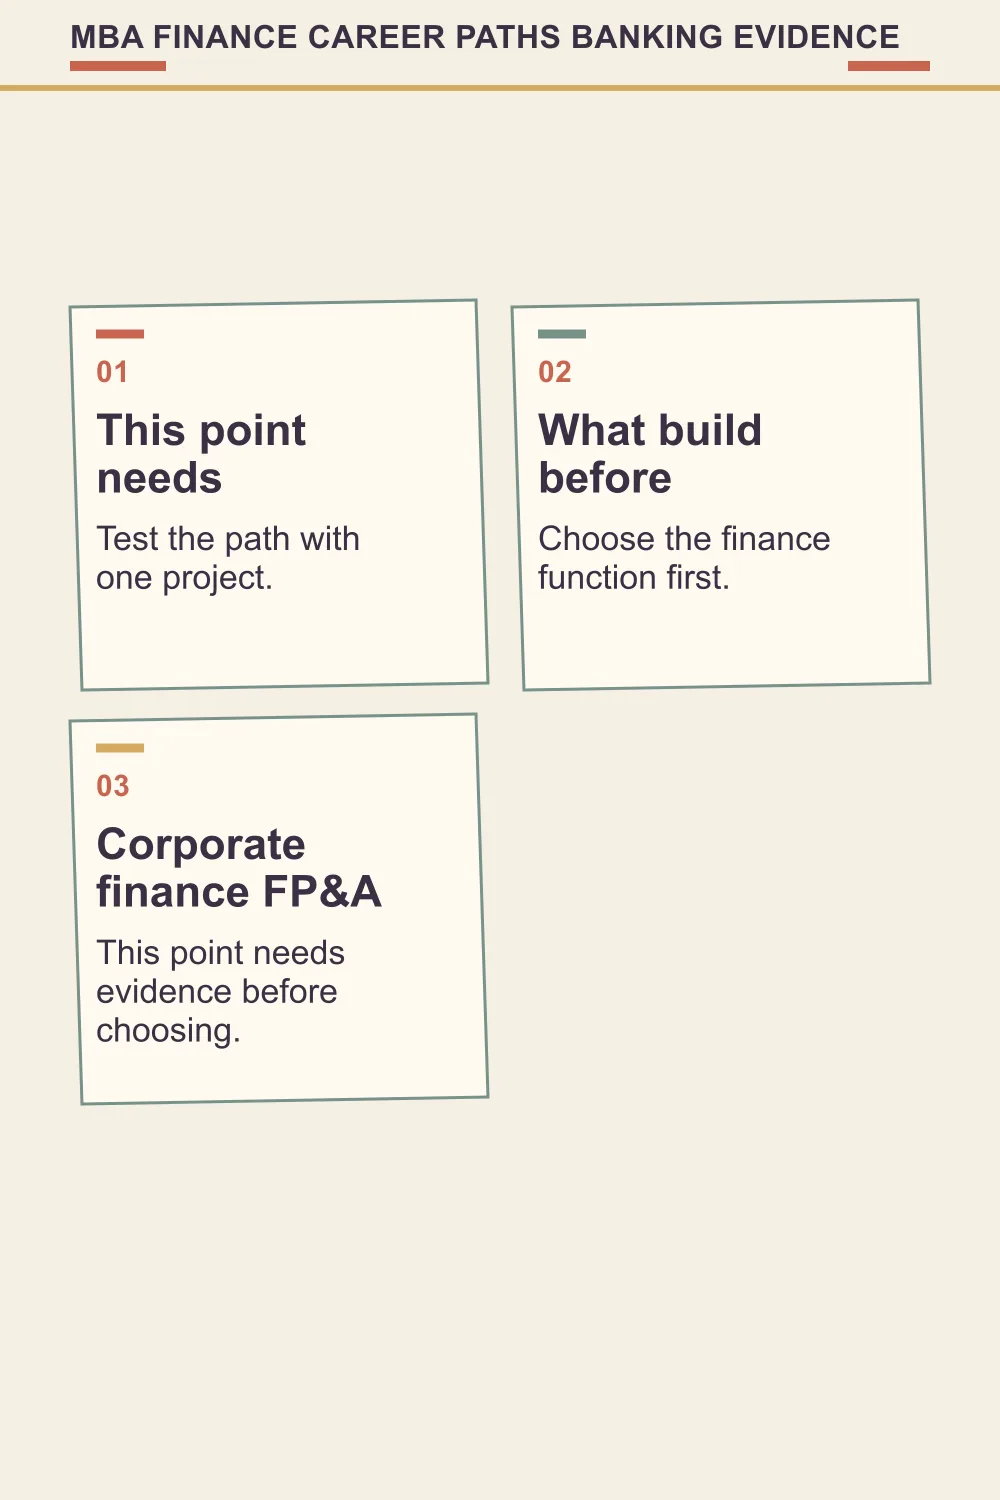 MBA FINANCE CAREER PATHS BANKING EVIDENCE
01
This point
needs
Test the path with
one project.
02
What build
before
Choose the finance
function first.
03
Corporate
finance FP&A
This point needs
evidence before
choosing.